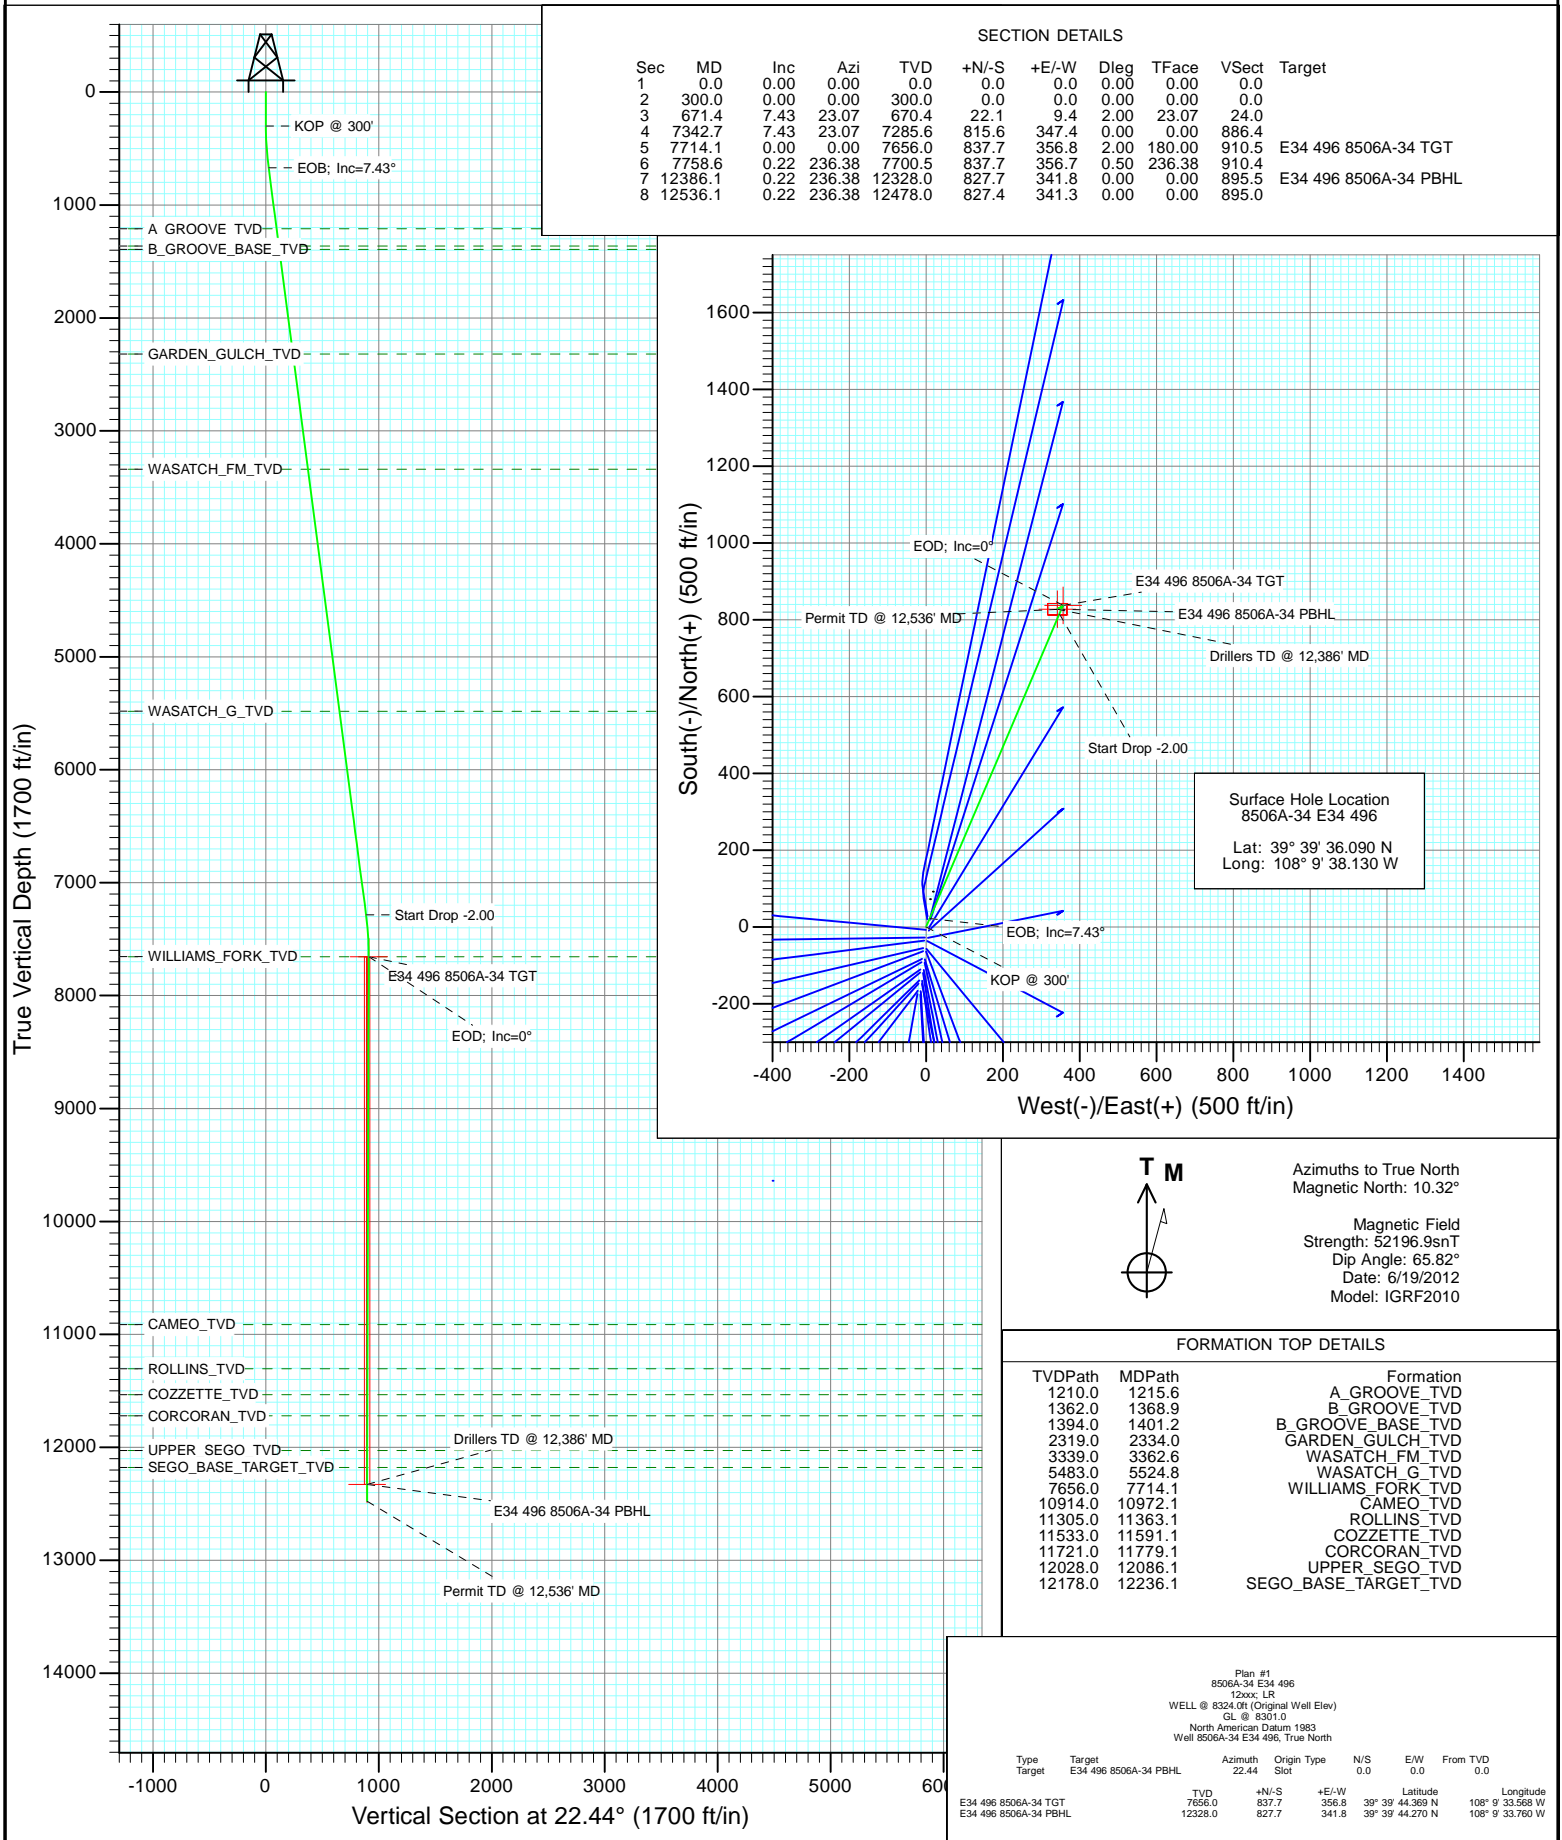 SECTION DETAILS
Sec MD Inc Azi TVD +N/-S +E/-W Dleg TFace VSect Target
1 0.0 0.00 0.00 0.0 0.0 0.0 0.00 0.00 0.0
2 300.0 0.00 0.00 300.0 0.0 0.0 0.00 0.00 0.0
3 671.4 7.43 23.07 670.4 22.1 9.4 2.00 23.07 24.0
4 7342.7 7.43 23.07 7285.6 815.6 347.4 0.00 0.00 886.4
5 7714.1 0.00 0.00 7656.0 837.7 356.8 2.00 180.00 910.5 E34 496 8506A-34 TGT
6 7758.6 0.22 236.38 7700.5 837.7 356.7 0.50 236.38 910.4
7 12386.1 0.22 236.38 12328.0 827.7 341.8 0.00 0.00 895.5 E34 496 8506A-34 PBHL
8 12536.1 0.22 236.38 12478.0 827.4 341.3 0.00 0.00 895.0
True Vertical Depth (1700 ft/in)
0
1000
2000
3000
4000
5000
6000
7000
8000
9000
10000
11000
12000
13000
14000
KOP @ 300'
EOB; Inc=7.43°
A_GROOVE_TVD
B_GROOVE_BASE_TVD
GARDEN_GULCH_TVD
WASATCH_FM_TVD
WASATCH_G_TVD
Start Drop -2.00
WILLIAMS_FORK_TVD
E34 496 8506A-34 TGT
EOD; Inc=0°
CAMEO_TVD
ROLLINS_TVD
COZZETTE_TVD
CORCORAN_TVD
Drillers TD @ 12,386' MD
UPPER_SEGO_TVD
SEGO_BASE_TARGET_TVD
E34 496 8506A-34 PBHL
Permit TD @ 12,536' MD
-1000 0 1000 2000 3000 4000 5000
Vertical Section at 22.44° (1700 ft/in)
South(-)/North(+) (500 ft/in)
1600
1400
1200
1000
800
600
400
200
0
-200
EOD; Inc=0°
E34 496 8506A-34 TGT
Permit TD @ 12,536' MD
E34 496 8506A-34 PBHL
Drillers TD @ 12,386' MD
Start Drop -2.00
Surface Hole Location
8506A-34 E34 496
Lat: 39° 39' 36.090 N
Long: 108° 9' 38.130 W
EOB; Inc=7.43°
KOP @ 300'
-400 -200 0 200 400 600 800 1000 1200 1400
West(-)/East(+) (500 ft/in)
T M
Azimuths to True North
Magnetic North: 10.32°
Magnetic Field
Strength: 52196.9snT
Dip Angle: 65.82°
Date: 6/19/2012
Model: IGRF2010
FORMATION TOP DETAILS
TVDPath MDPath Formation
1210.0 1215.6 A_GROOVE_TVD
1362.0 1368.9 B_GROOVE_TVD
1394.0 1401.2 B_GROOVE_BASE_TVD
2319.0 2334.0 GARDEN_GULCH_TVD
3339.0 3362.6 WASATCH_FM_TVD
5483.0 5524.8 WASATCH_G_TVD
7656.0 7714.1 WILLIAMS_FORK_TVD
10914.0 10972.1 CAMEO_TVD
11305.0 11363.1 ROLLINS_TVD
11533.0 11591.1 COZZETTE_TVD
11721.0 11779.1 CORCORAN_TVD
12028.0 12086.1 UPPER_SEGO_TVD
12178.0 12236.1 SEGO_BASE_TARGET_TVD
Plan #1
8506A-34 E34 496
12xxx; LR
WELL @ 8324.0ft (Original Well Elev)
GL @ 8301.0
North American Datum 1983
Well 8506A-34 E34 496, True North
Type Target Azimuth Origin Type N/S E/W From TVD
Target E34 496 8506A-34 PBHL 22.44 Slot 0.0 0.0 0.0
TVD +N/-S +E/-W Latitude Longitude
E34 496 8506A-34 TGT 7656.0 837.7 356.8 39° 39' 44.369 N 108° 9' 33.568 W
E34 496 8506A-34 PBHL 12328.0 827.7 341.8 39° 39' 44.270 N 108° 9' 33.760 W